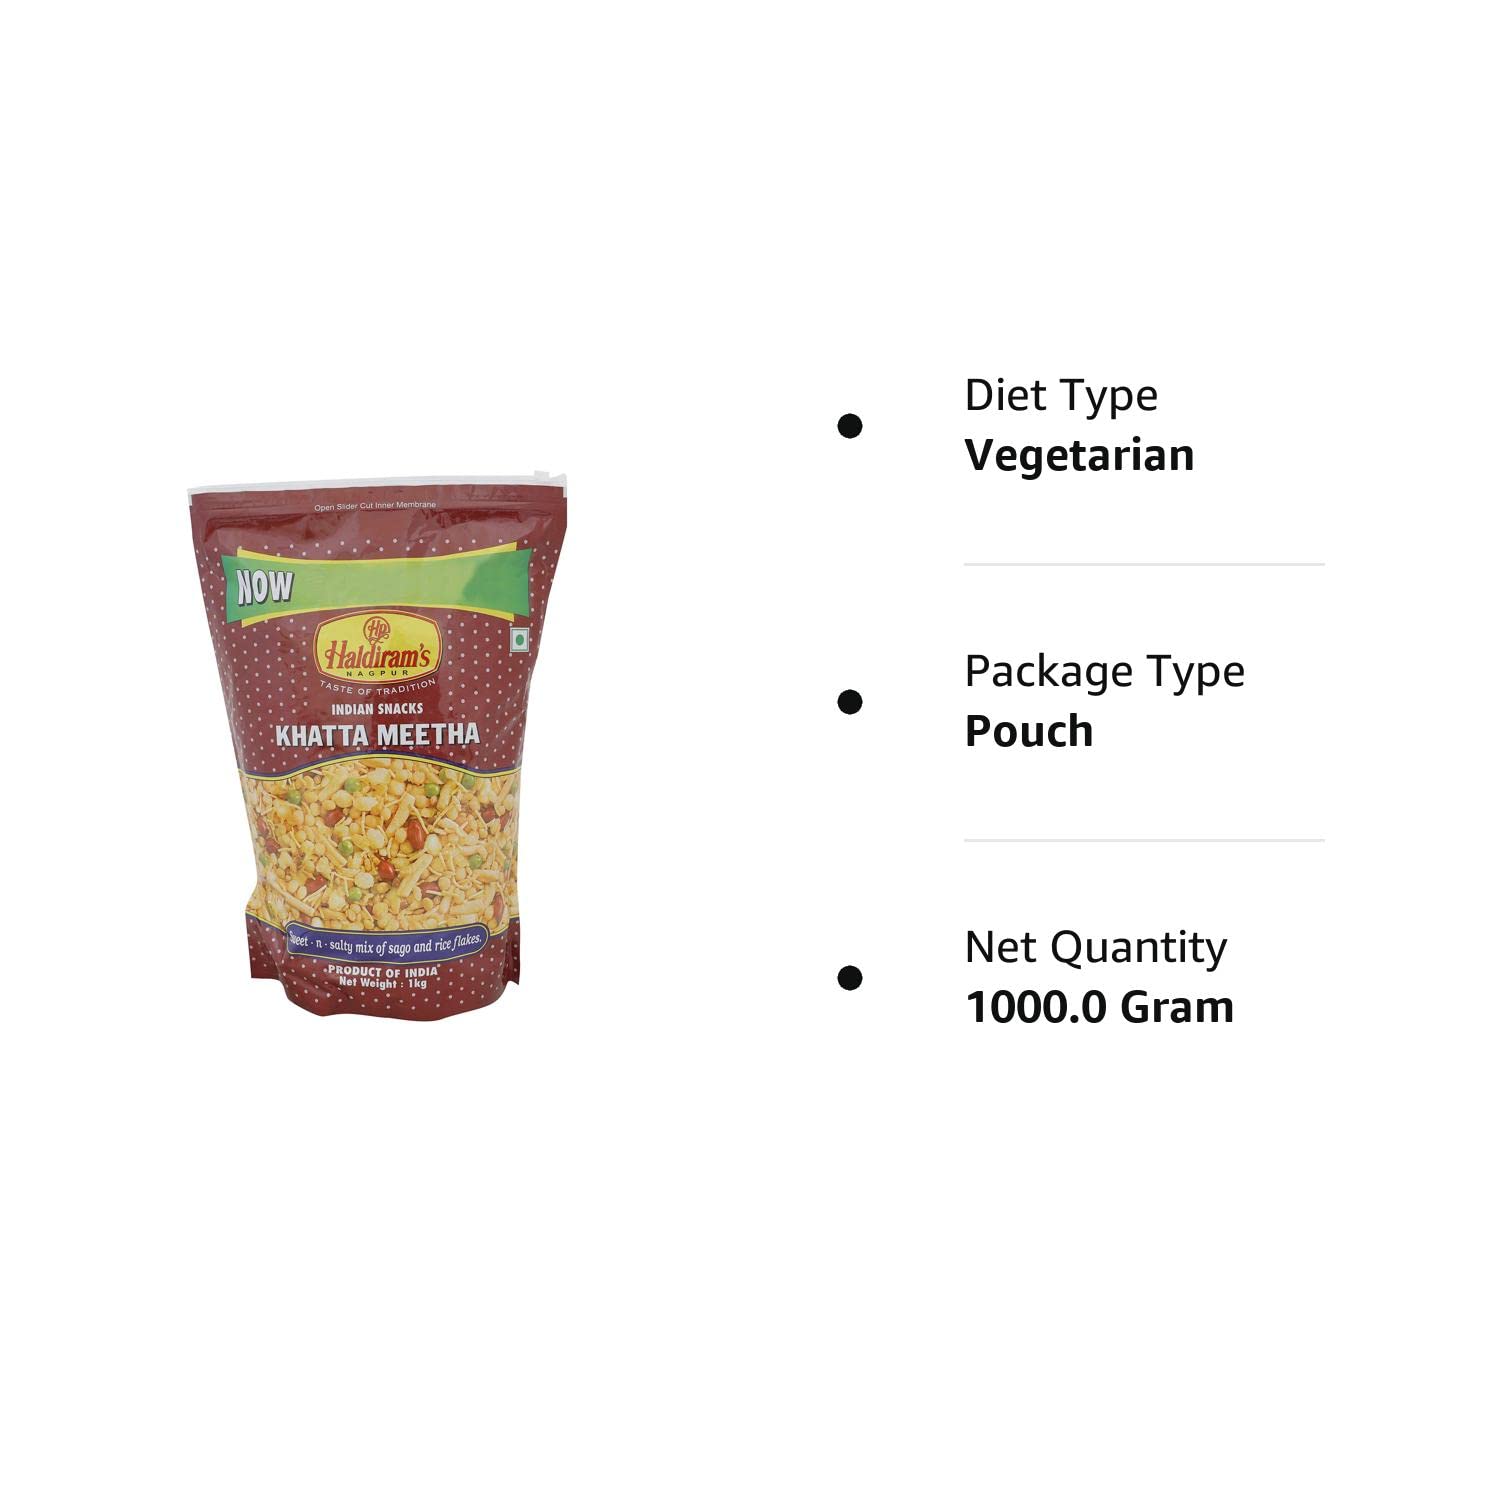 Open Slider Cut Inner Membrane
NOW
HR
Haldiram's
NAGPUR
TASTE OF TRADITION
INDIAN SNACKS
KHATTA MEETHA
Sweet - n - salty mix of sago and rice flakes.
PRODUCT OF INDIA
Net Weight : 1kg
Diet Type
Vegetarian
Package Type
Pouch
Net Quantity
1000.0 Gram